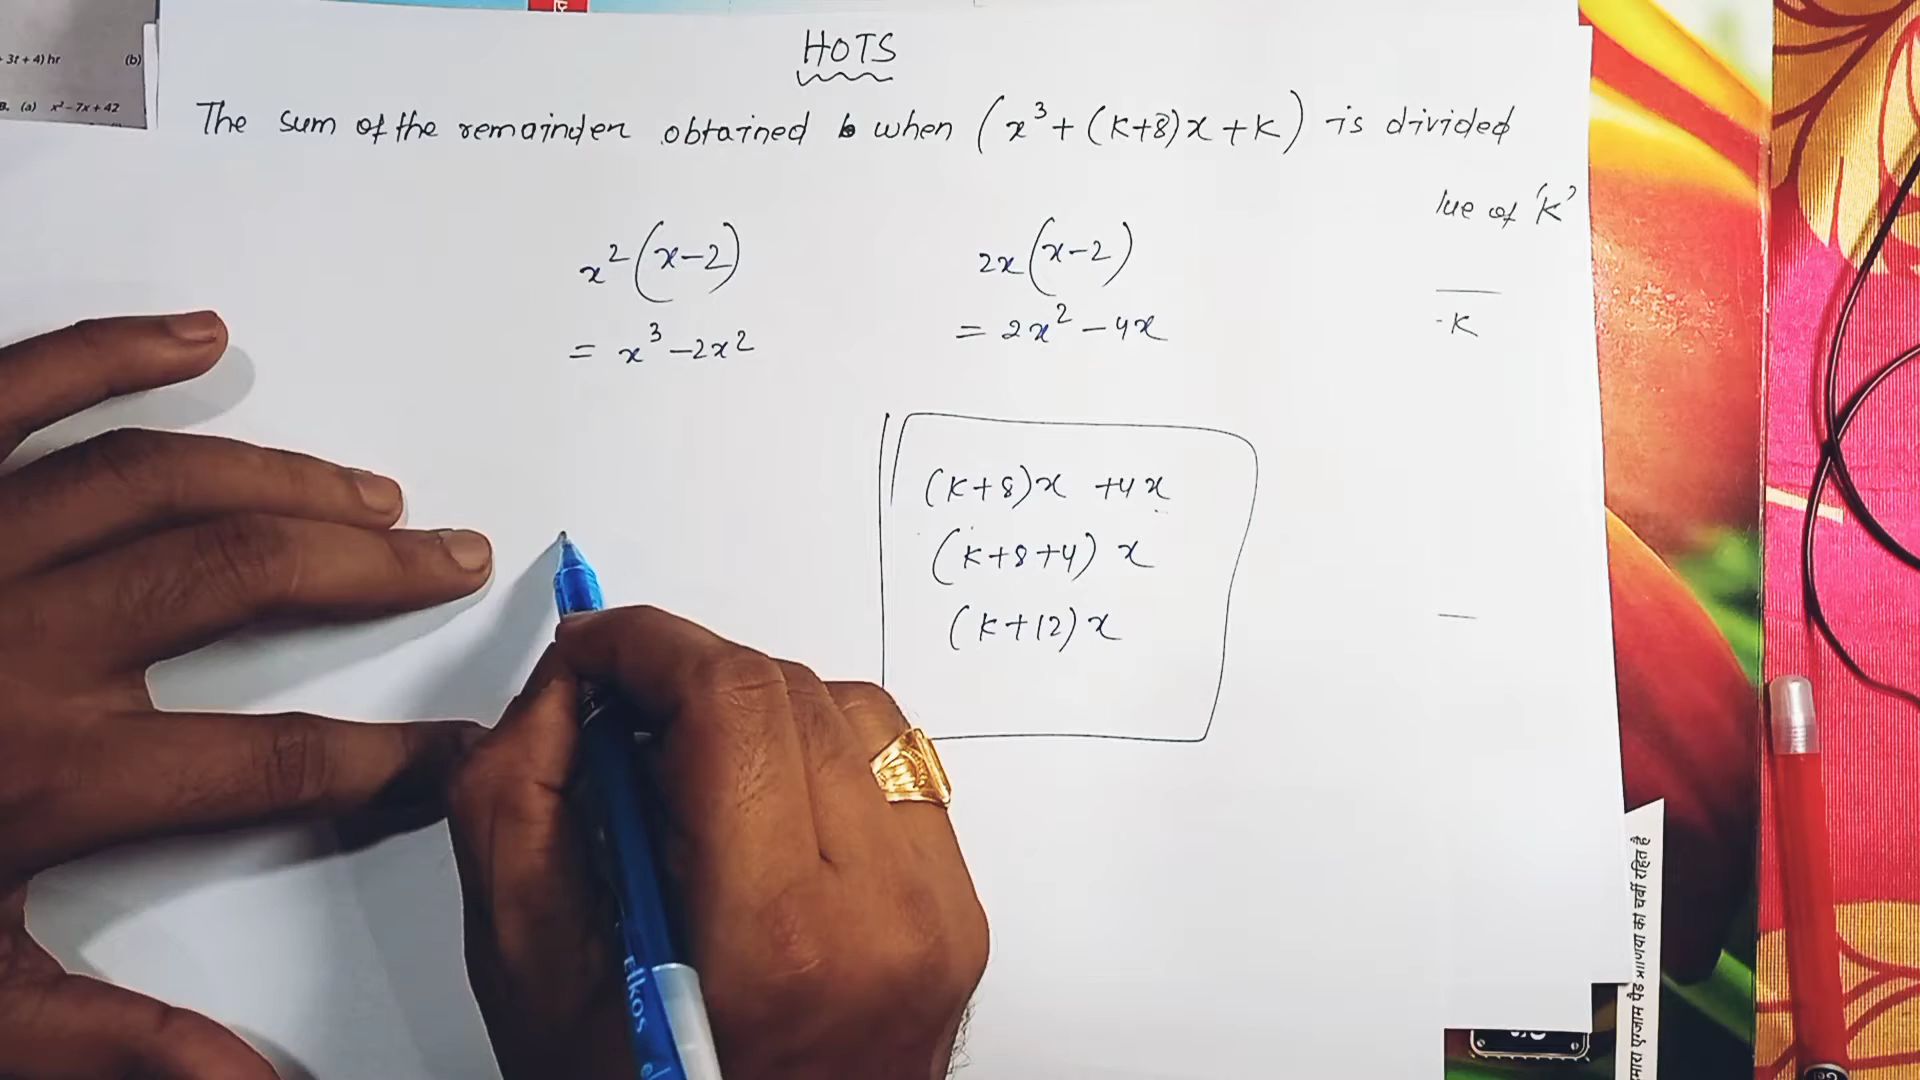 HOTS
The sum of the remainder obtained b when (x³ + (k+8)x + k) is divided
lue of 'k'
x²(x-2)
= x³ - 2x²
2x(x-2)
= 2x² - 4x
-k
(k+8)x +4x
(k+8+4) x
(k+12) x
3t + 4) hr (b)
8. (a) x² - 7x + 42
Elkos